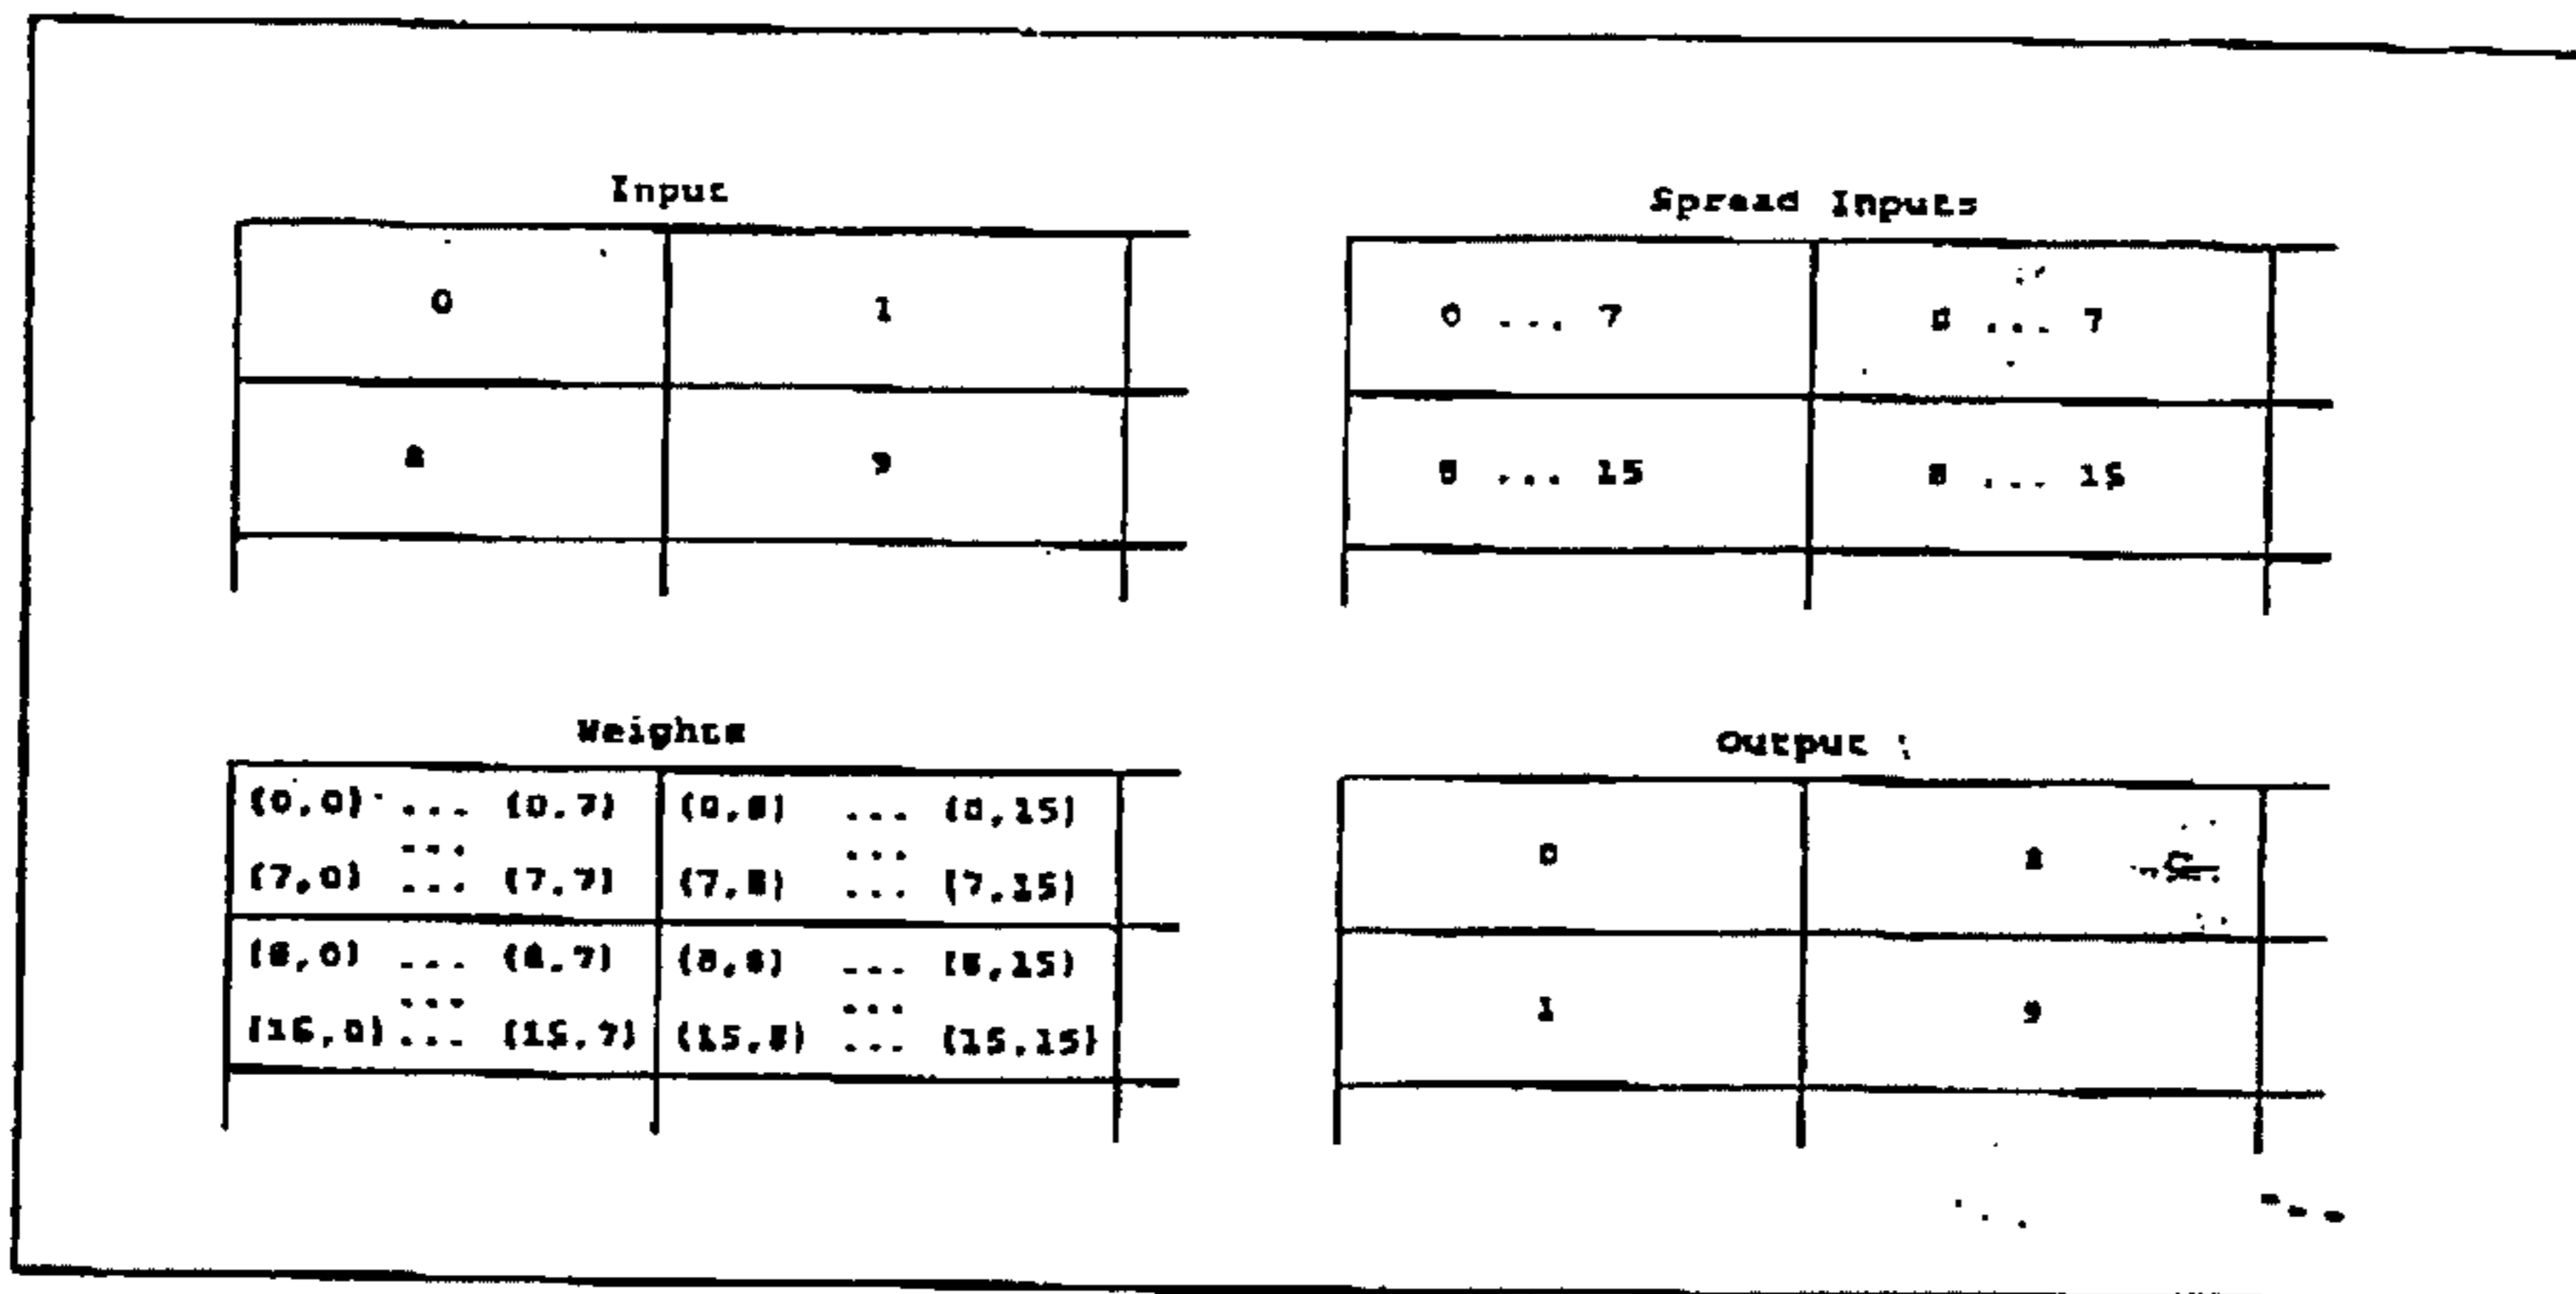 Input
0 1
8 9
Spread Inputs
0 ... 7 0 ... 7
8 ... 15 8 ... 15
Weights
(0,0) ... (0,7) (0,8) ... (0,15)
... ...
(7,0) ... (7,7) (7,8) ... (7,15)
(8,0) ... (8,7) (8,8) ... (8,15)
... ...
(15,0) ... (15,7) (15,8) ... (15,15)
Output
0 8
1 9